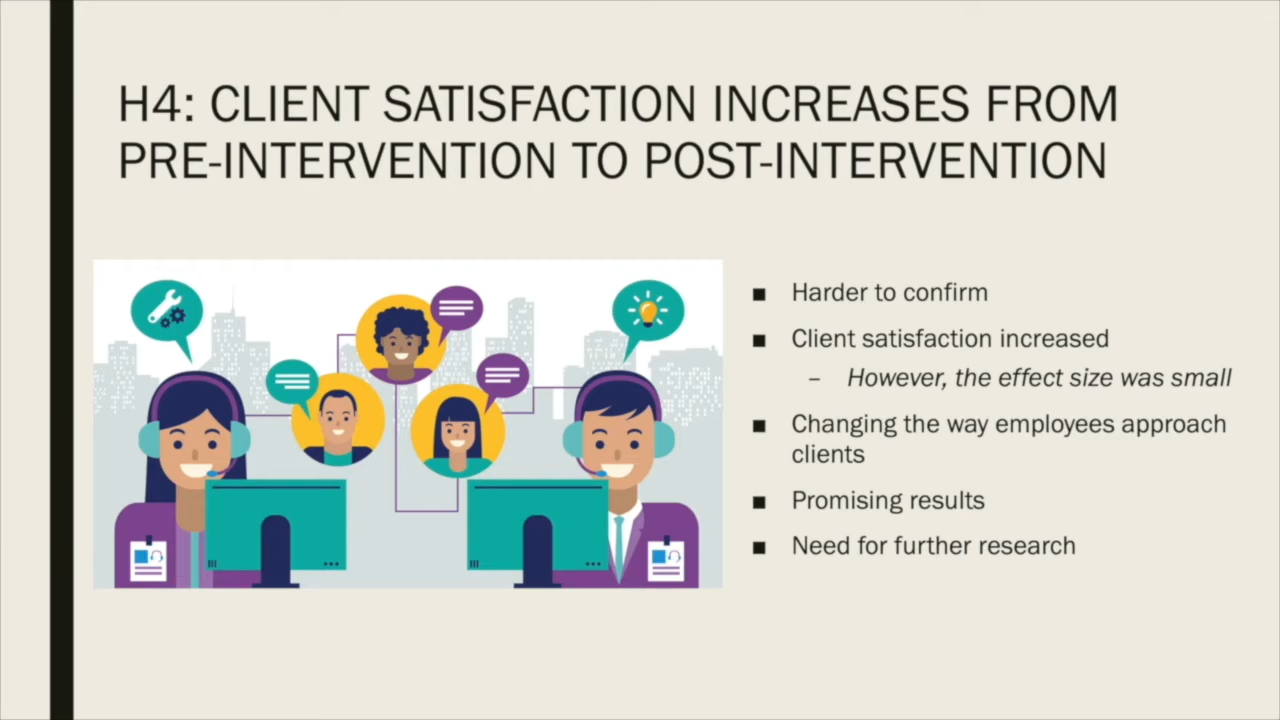 H4: CLIENT SATISFACTION INCREASES FROM
PRE-INTERVENTION TO POST-INTERVENTION
■ Harder to confirm
■ Client satisfaction increased
– However, the effect size was small
■ Changing the way employees approach
clients
■ Promising results
■ Need for further research